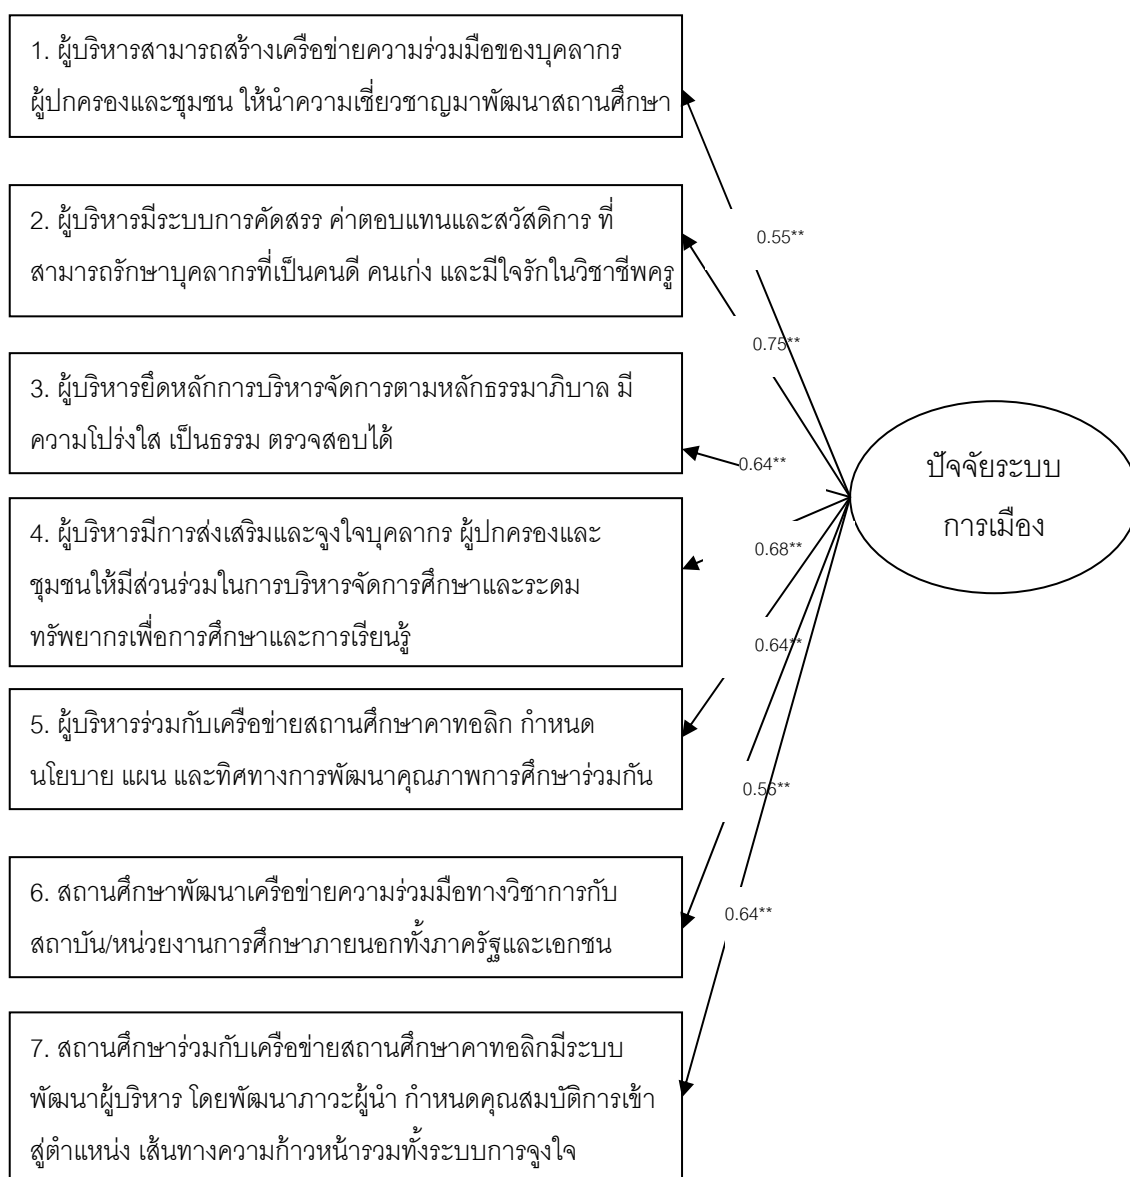 1. ผู้บริหารสามารถสร้างเครือข่ายความร่วมมือของบุคลากร
ผู้ปกครองและชุมชน ให้นำความเชี่ยวชาญมาพัฒนาสถานศึกษา
0.55**
2. ผู้บริหารมีระบบการคัดสรร ค่าตอบแทนและสวัสดิการ ที่
สามารถรักษาบุคลากรที่เป็นคนดี คนเก่ง และมีใจรักในวิชาชีพครู
0.75**
3. ผู้บริหารยึดหลักการบริหารจัดการตามหลักธรรมาภิบาล มี
ความโปร่งใส เป็นธรรม ตรวจสอบได้
0.64**
ปัจจัยระบบ
การเมือง
4. ผู้บริหารมีการส่งเสริมและจูงใจบุคลากร ผู้ปกครองและ
ชุมชนให้มีส่วนร่วมในการบริหารจัดการศึกษาและระดม
ทรัพยากรเพื่อการศึกษาและการเรียนรู้
0.68**
0.64**
5. ผู้บริหารร่วมกับเครือข่ายสถานศึกษาคาทอลิก กำหนด
นโยบาย แผน และทิศทางการพัฒนาคุณภาพการศึกษาร่วมกัน
0.56**
6. สถานศึกษาพัฒนาเครือข่ายความร่วมมือทางวิชาการกับ
สถาบัน/หน่วยงานการศึกษาภายนอกทั้งภาครัฐและเอกชน
0.64**
7. สถานศึกษาร่วมกับเครือข่ายสถานศึกษาคาทอลิกมีระบบ
พัฒนาผู้บริหาร โดยพัฒนาภาวะผู้นำ กำหนดคุณสมบัติการเข้า
สู่ตำแหน่ง เส้นทางความก้าวหน้ารวมทั้งระบบการจูงใจ